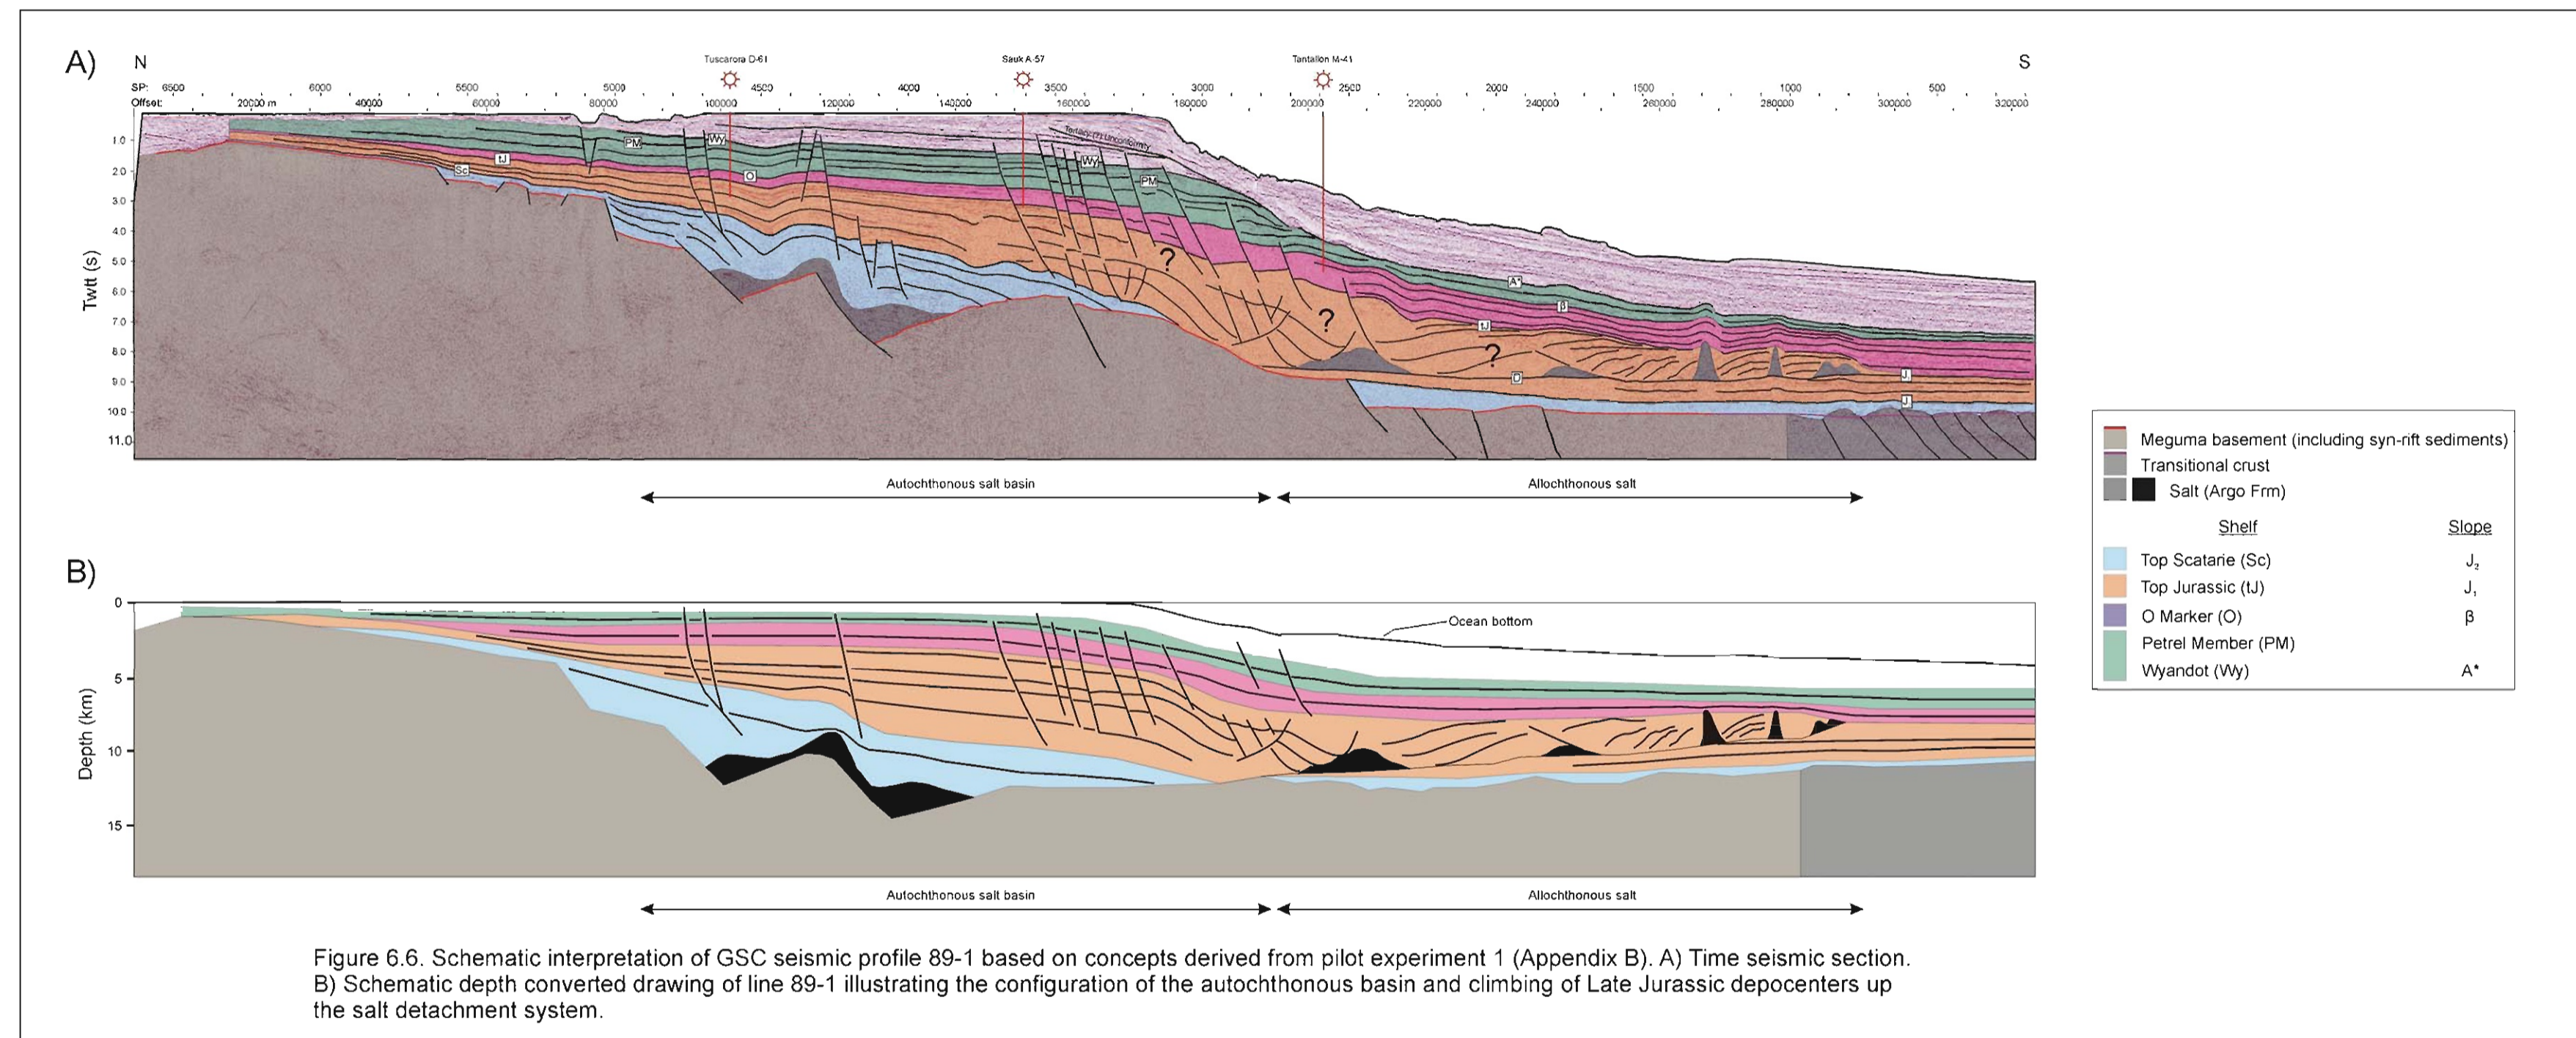 A)
N
Tuscarora D-61
Sauk A-57
Tantallon M-41
S
SP: 6500 6000 5500 5000 4500 4000 3500 3000 2500 2000 1500 1000 500
Offset: 20000 m 40000 60000 80000 100000 120000 140000 160000 180000 200000 220000 240000 260000 280000 300000 320000
Twtt (s)
1.0
2.0
3.0
4.0
5.0
6.0
7.0
8.0
9.0
10.0
11.0
Tertiary (?) Unconformity
PM
Wy
Wy
tJ
Sc
O
PM
?
A*
β
?
tJ
?
O
J
J
Autochthonous salt basin
Allochthonous salt
Meguma basement (including syn-rift sediments)
Transitional crust
Salt (Argo Frm)
Shelf Slope
Top Scatarie (Sc) J₂
Top Jurassic (tJ) J₁
O Marker (O) β
Petrel Member (PM)
Wyandot (Wy) A*
B)
Depth (km)
0
5
10
15
Ocean bottom
Autochthonous salt basin
Allochthonous salt
Figure 6.6. Schematic interpretation of GSC seismic profile 89-1 based on concepts derived from pilot experiment 1 (Appendix B). A) Time seismic section.
B) Schematic depth converted drawing of line 89-1 illustrating the configuration of the autochthonous basin and climbing of Late Jurassic depocenters up
the salt detachment system.